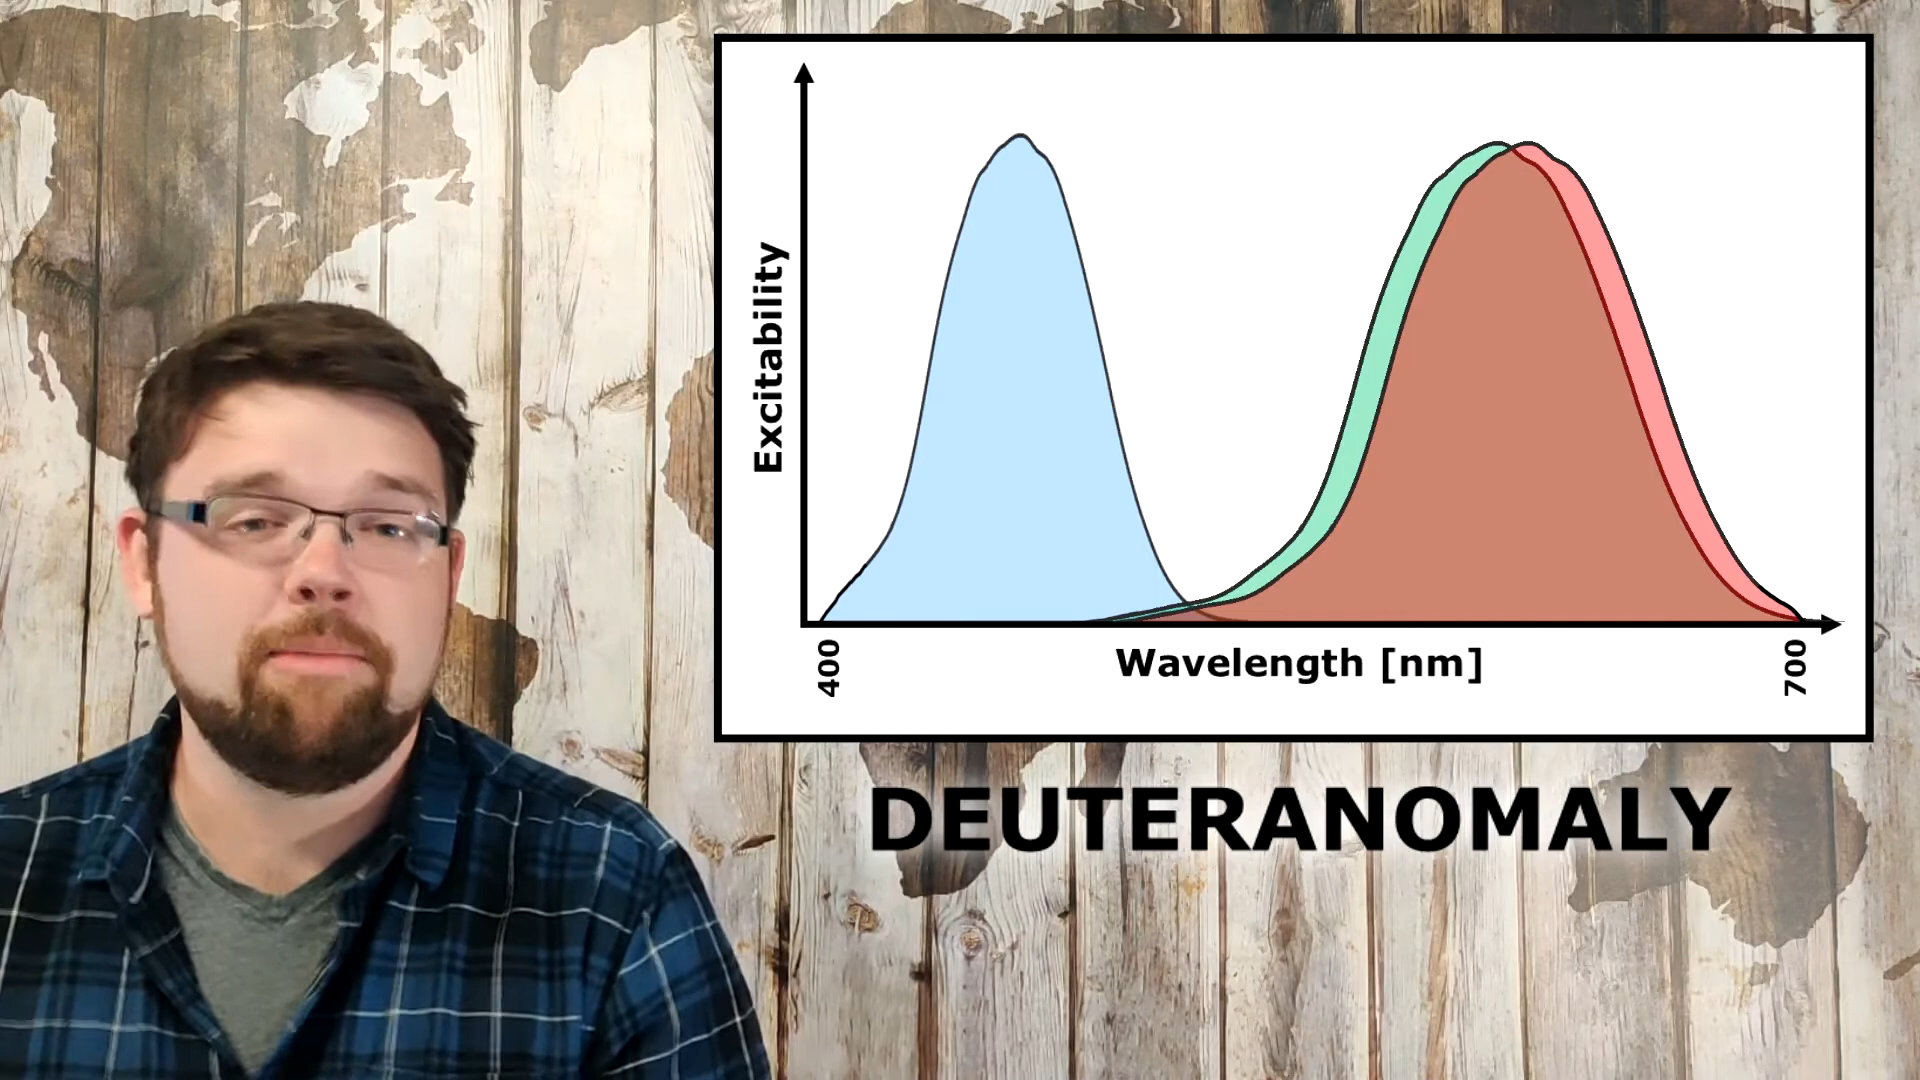 Excitability
400
Wavelength [nm]
700
DEUTERANOMALY